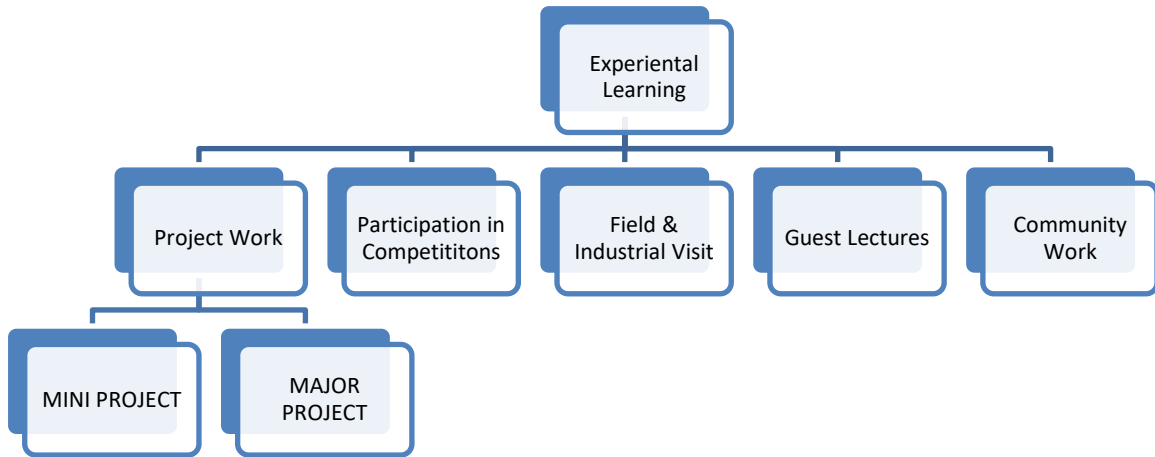 Experiental
Learning
Project Work
Participation in
Competititons
Field &
Industrial Visit
Guest Lectures
Community
Work
MINI PROJECT
MAJOR
PROJECT